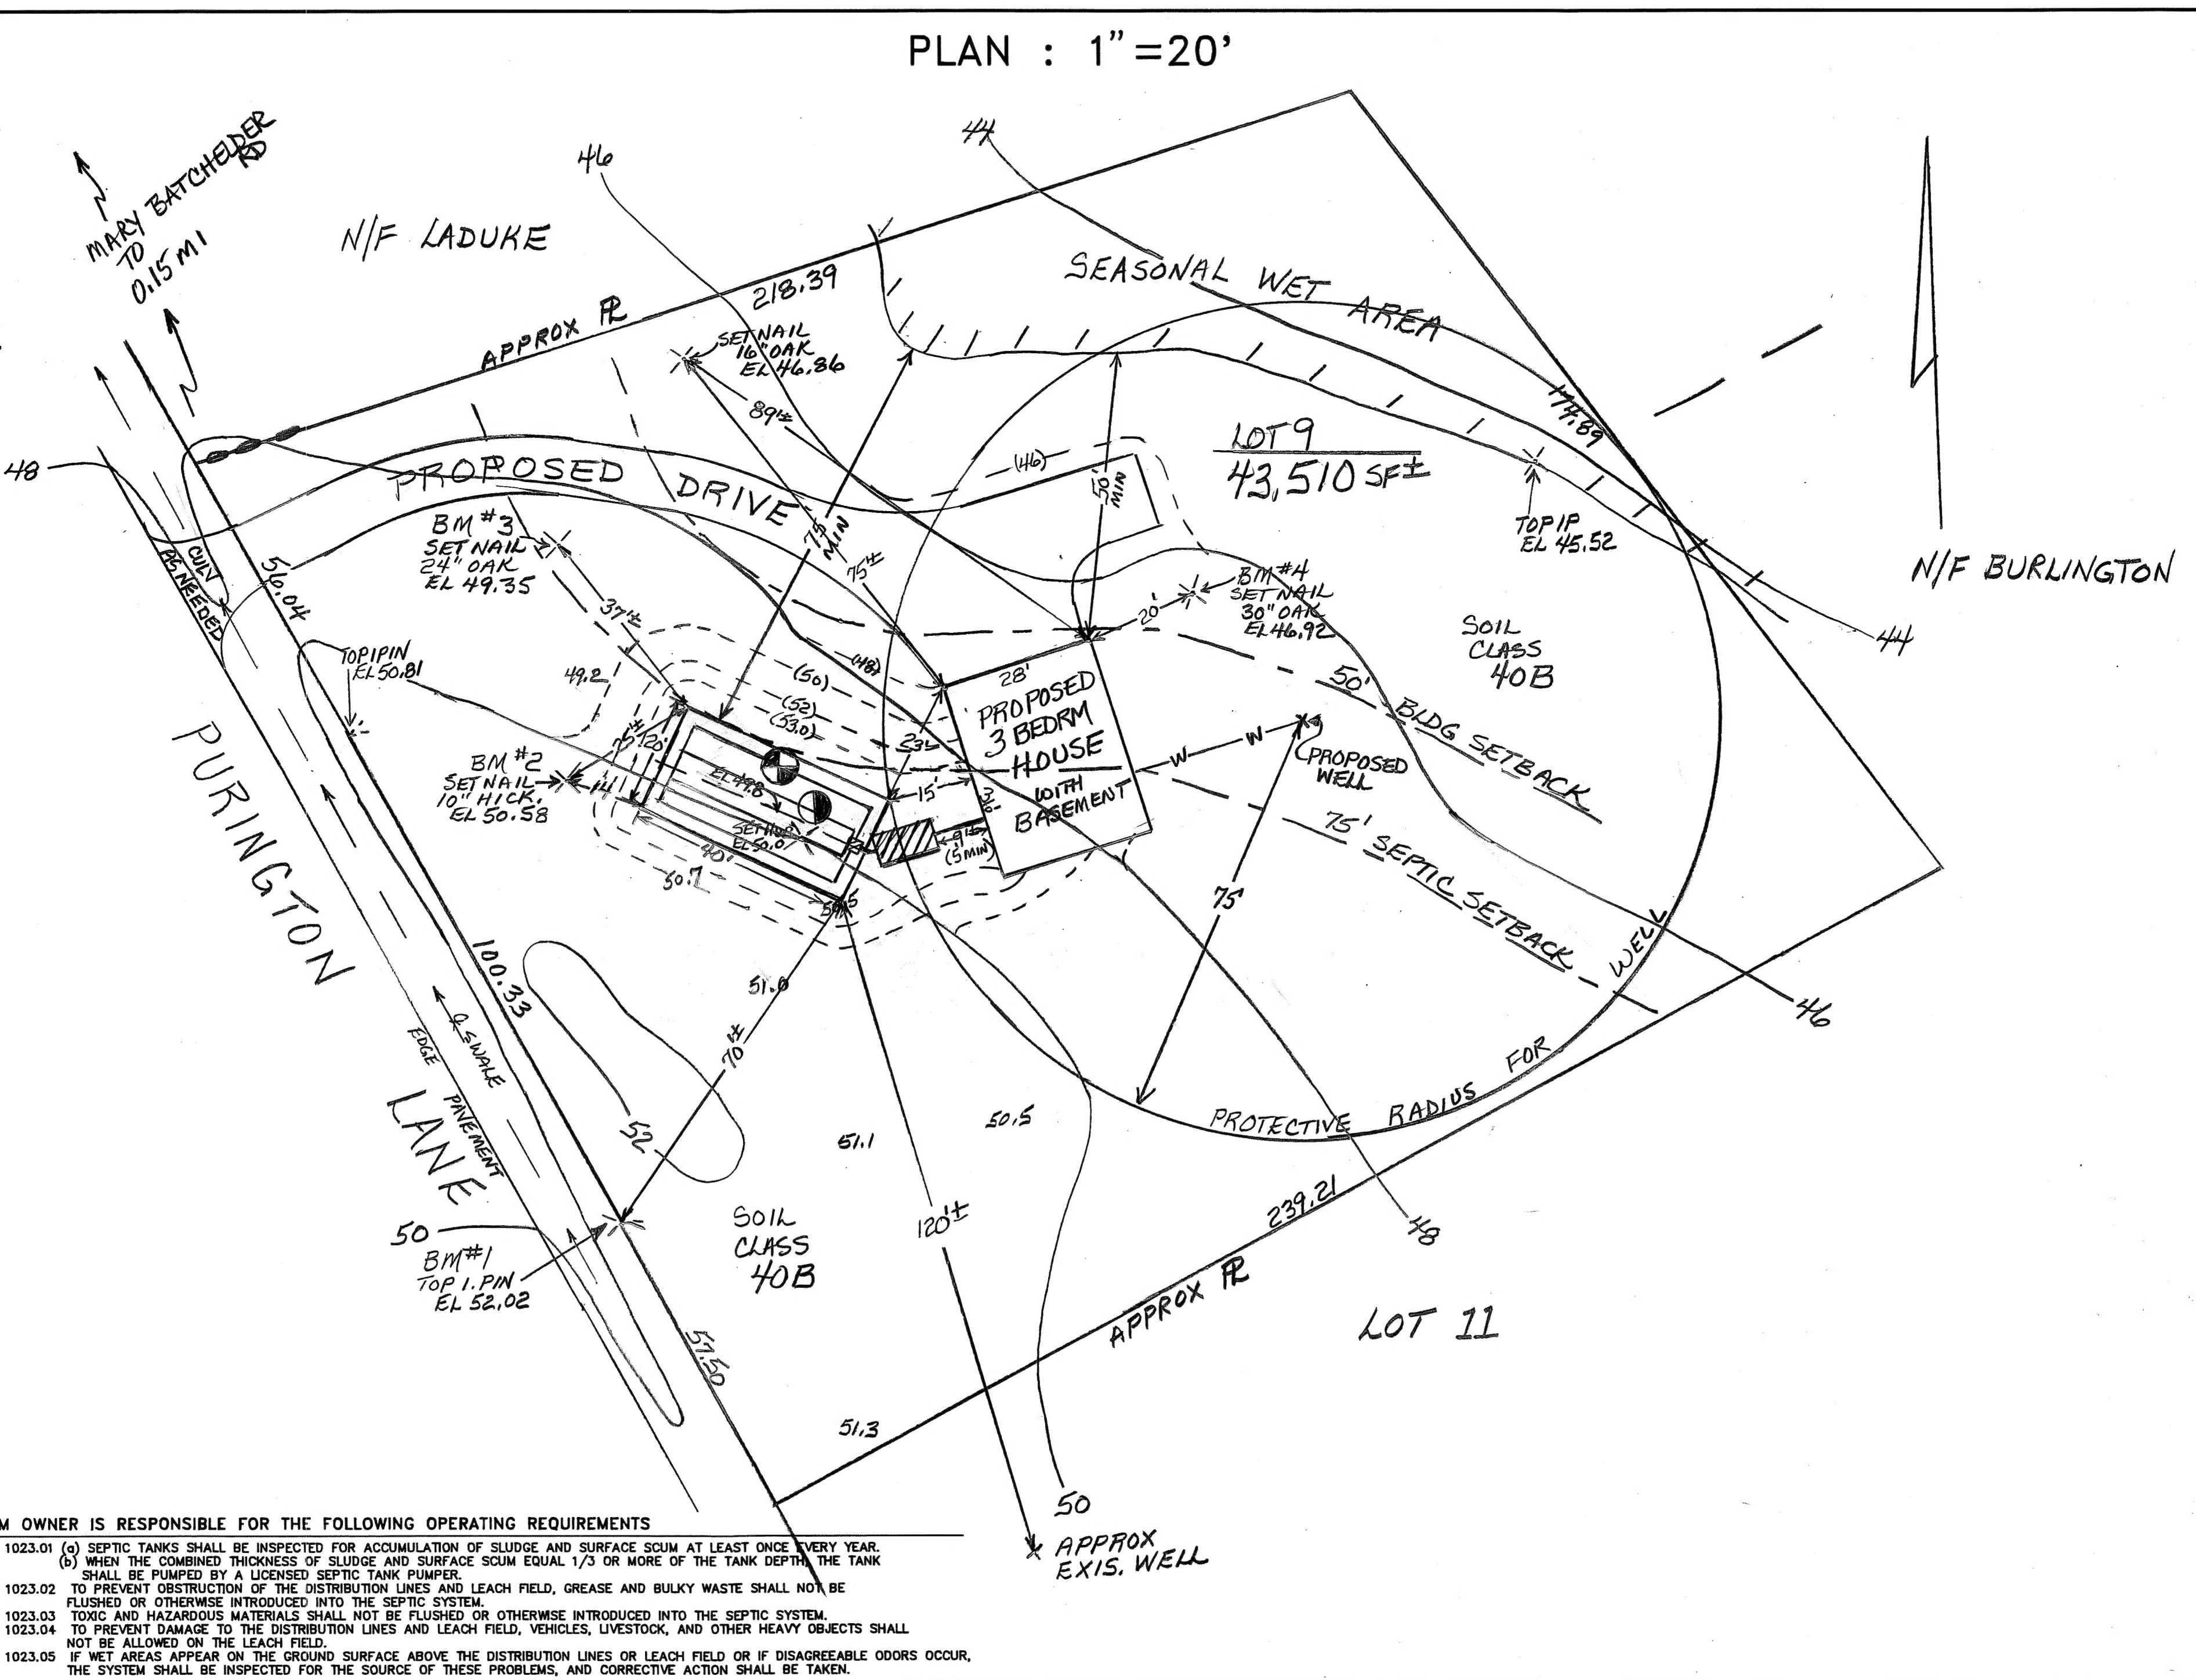 PLAN : 1"=20'
MARY BATCHELDER
RD
TO
0.15 MI
N/F LADUKE
46
44
SEASONAL WET AREA
APPROX PL
218.39
SET NAIL
16" OAK
EL 46.86
89'±
174.89
LOT 9
43,510 SF±
(46)
50'
MIN
48
PROPOSED DRIVE
75'
MIN
75'±
CULV
AS NEEDED
56.04
BM #3
SET NAIL
24" OAK
EL 49.35
37'±
TOP IP
EL 45.52
N/F BURLINGTON
BM #4
SET NAIL
30" OAK
EL 46.92
20'
SOIL
CLASS
40B
44
TOP I PIN
EL 50.81
49.2
(48)
(50)
(52)
(53.0)
28'
PROPOSED
3 BEDRM
HOUSE
WITH
BASEMENT
50' BLDG SETBACK
W W
PROPOSED
WELL
75' SEPTIC SETBACK
BM #2
SET NAIL
10" HICK.
EL 50.58
25'±
20'
14'
EL 49.8
SET HUB
EL 50.0
15'
(5 MIN)
40'
50.7
PURINGTON
LANE
100.33
51.0
70'±
75'
PROTECTIVE RADIUS FOR WELL
46
SWALE
EDGE PAVEMENT
52
51.1
50.5
50
BM #1
TOP I. PIN
EL 52.02
SOIL
CLASS
40B
120'±
239.21
48
APPROX PL
LOT 11
57.50
51.3
50
APPROX
EXIS. WELL
M OWNER IS RESPONSIBLE FOR THE FOLLOWING OPERATING REQUIREMENTS
1023.01 (a) SEPTIC TANKS SHALL BE INSPECTED FOR ACCUMULATION OF SLUDGE AND SURFACE SCUM AT LEAST ONCE EVERY YEAR.
(b) WHEN THE COMBINED THICKNESS OF SLUDGE AND SURFACE SCUM EQUAL 1/3 OR MORE OF THE TANK DEPTH, THE TANK
SHALL BE PUMPED BY A LICENSED SEPTIC TANK PUMPER.
1023.02 TO PREVENT OBSTRUCTION OF THE DISTRIBUTION LINES AND LEACH FIELD, GREASE AND BULKY WASTE SHALL NOT BE
FLUSHED OR OTHERWISE INTRODUCED INTO THE SEPTIC SYSTEM.
1023.03 TOXIC AND HAZARDOUS MATERIALS SHALL NOT BE FLUSHED OR OTHERWISE INTRODUCED INTO THE SEPTIC SYSTEM.
1023.04 TO PREVENT DAMAGE TO THE DISTRIBUTION LINES AND LEACH FIELD, VEHICLES, LIVESTOCK, AND OTHER HEAVY OBJECTS SHALL
NOT BE ALLOWED ON THE LEACH FIELD.
1023.05 IF WET AREAS APPEAR ON THE GROUND SURFACE ABOVE THE DISTRIBUTION LINES OR LEACH FIELD OR IF DISAGREEABLE ODORS OCCUR,
THE SYSTEM SHALL BE INSPECTED FOR THE SOURCE OF THESE PROBLEMS, AND CORRECTIVE ACTION SHALL BE TAKEN.